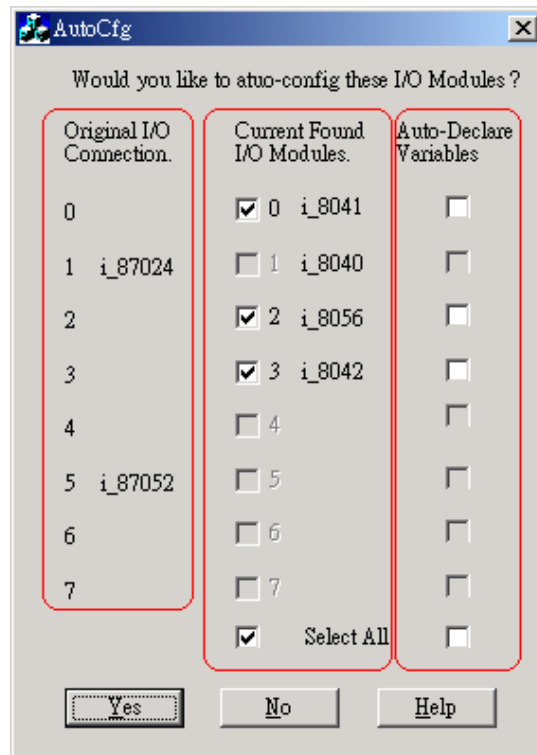 AutoCfg
Would you like to atuo-config these I/O Modules ?
Original I/O Connection.
Current Found I/O Modules.
Auto-Declare Variables
0
0 i_8041
1 i_87024
1 i_8040
2
2 i_8056
3
3 i_8042
4
4
5 i_87052
5
6
6
7
7
Select All
Yes
No
Help